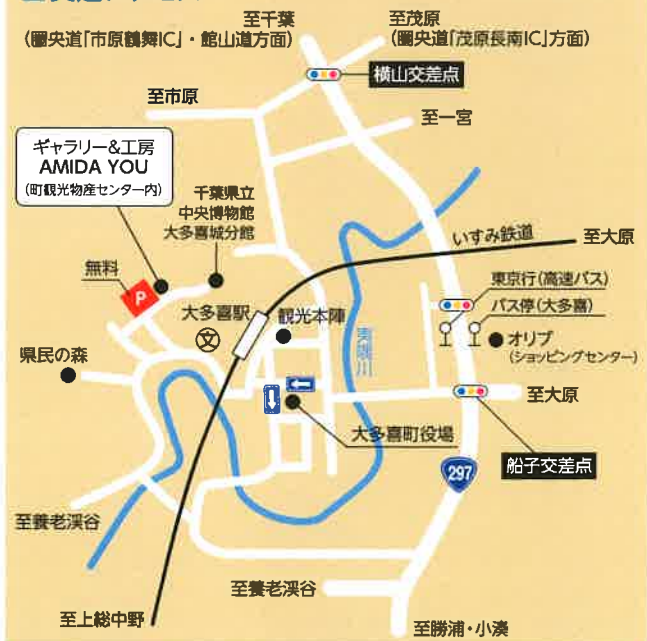 至千葉
(圏央道「市原鶴舞IC」・館山道方面)
至茂原
(圏央道「茂原長南IC」方面)
横山交差点
至市原
至一宮
ギャラリー&工房
AMIDA YOU
(町観光物産センター内)
千葉県立
中央博物館
大多喜城分館
いすみ鉄道
至大原
無料
P
東京行(高速バス)
バス停(大多喜)
大多喜駅
観光本陣
文
オリブ
(ショッピングセンター)
夷隅川
県民の森
至大原
大多喜町役場
船子交差点
297
至養老渓谷
至養老渓谷
至上総中野
至勝浦・小湊